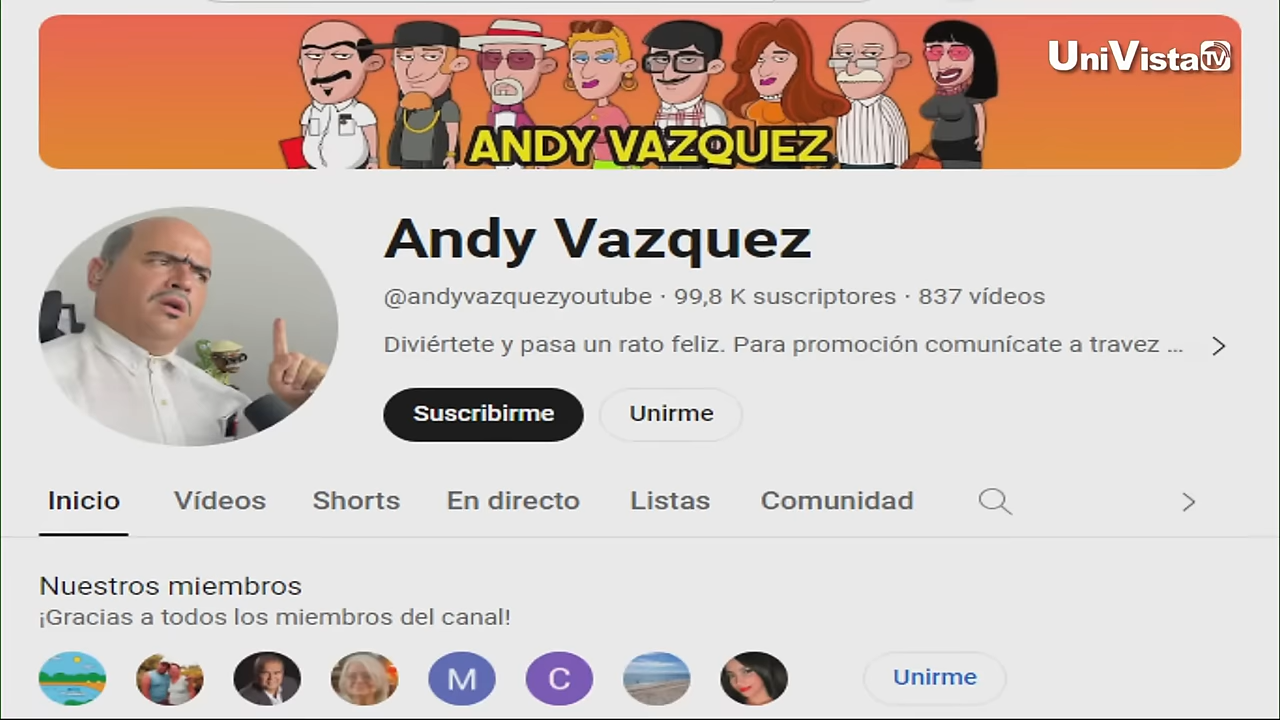 UniVista TV
ANDY VAZQUEZ
Andy Vazquez
@andyvazquezyoutube · 99,8 K suscriptores · 837 vídeos
Diviértete y pasa un rato feliz. Para promoción comunícate a travez ...
Suscribirme Unirme
Inicio Vídeos Shorts En directo Listas Comunidad
Nuestros miembros
¡Gracias a todos los miembros del canal!
M C Unirme